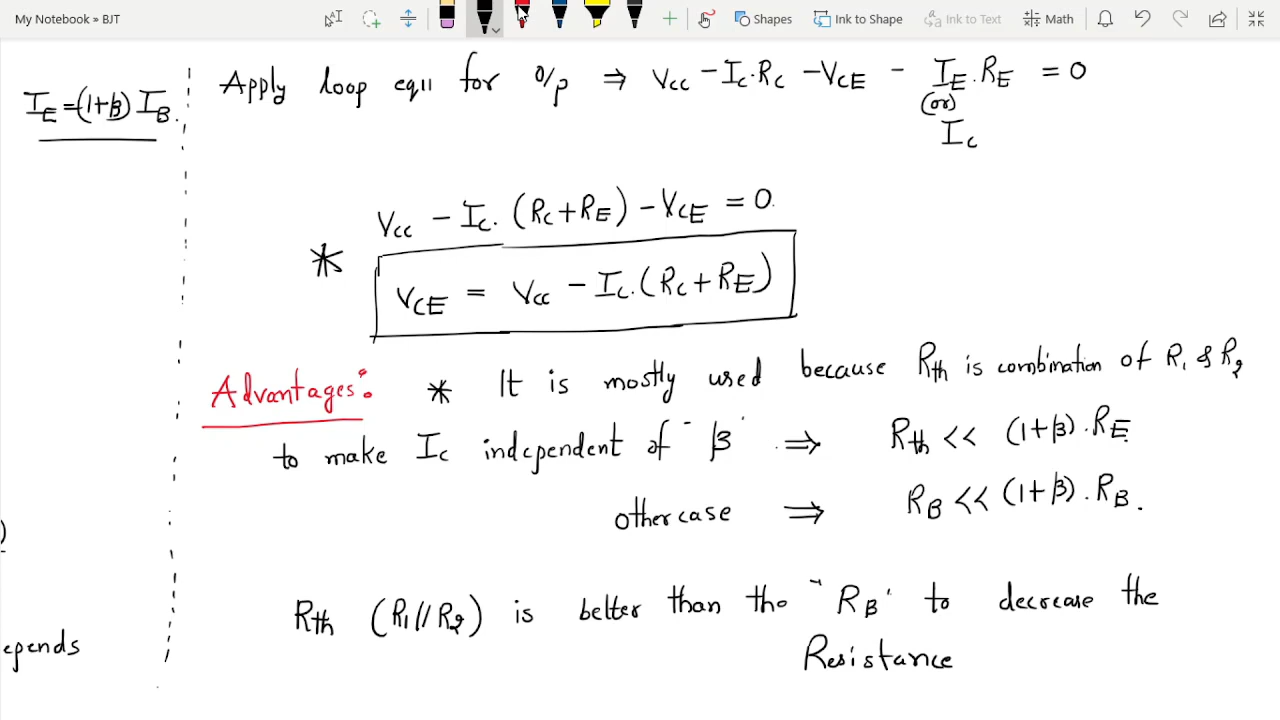 My Notebook » BJT
Shapes
Ink to Shape
Ink to Text
Math
I_E = (1+β) I_B.
Apply loop eqn for o/p ⇒ V_CC - I_C.R_C - V_CE - I_E.R_E = 0
(or)
I_C
V_CC - I_C.(R_C+R_E) - V_CE = 0.
* V_CE = V_CC - I_C.(R_C+R_E)
Advantages: * It is mostly used because R_th is combination of R_1 & R_2
to make I_C independent of "β" ⇒ R_th << (1+β).R_E
other case ⇒ R_B << (1+β).R_B.
R_th (R_1//R_2) is better than the "R_B" to decrease the
Resistance
)
epends